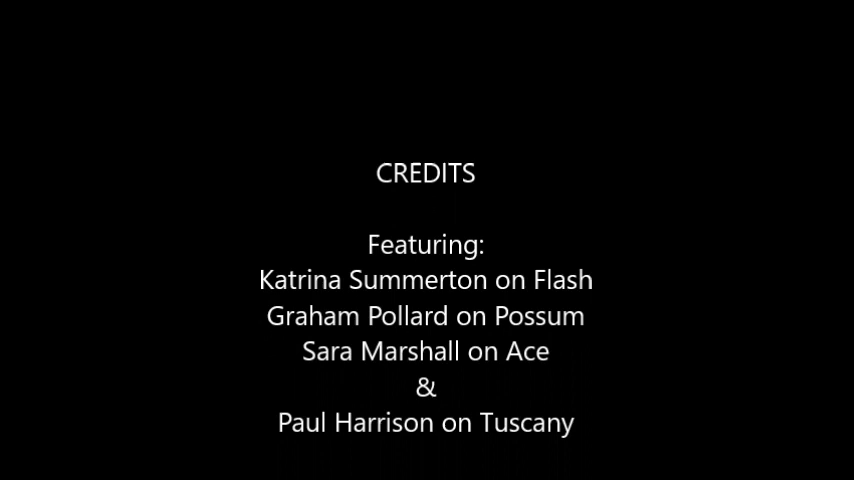 CREDITS
Featuring:
Katrina Summerton on Flash
Graham Pollard on Possum
Sara Marshall on Ace
&
Paul Harrison on Tuscany